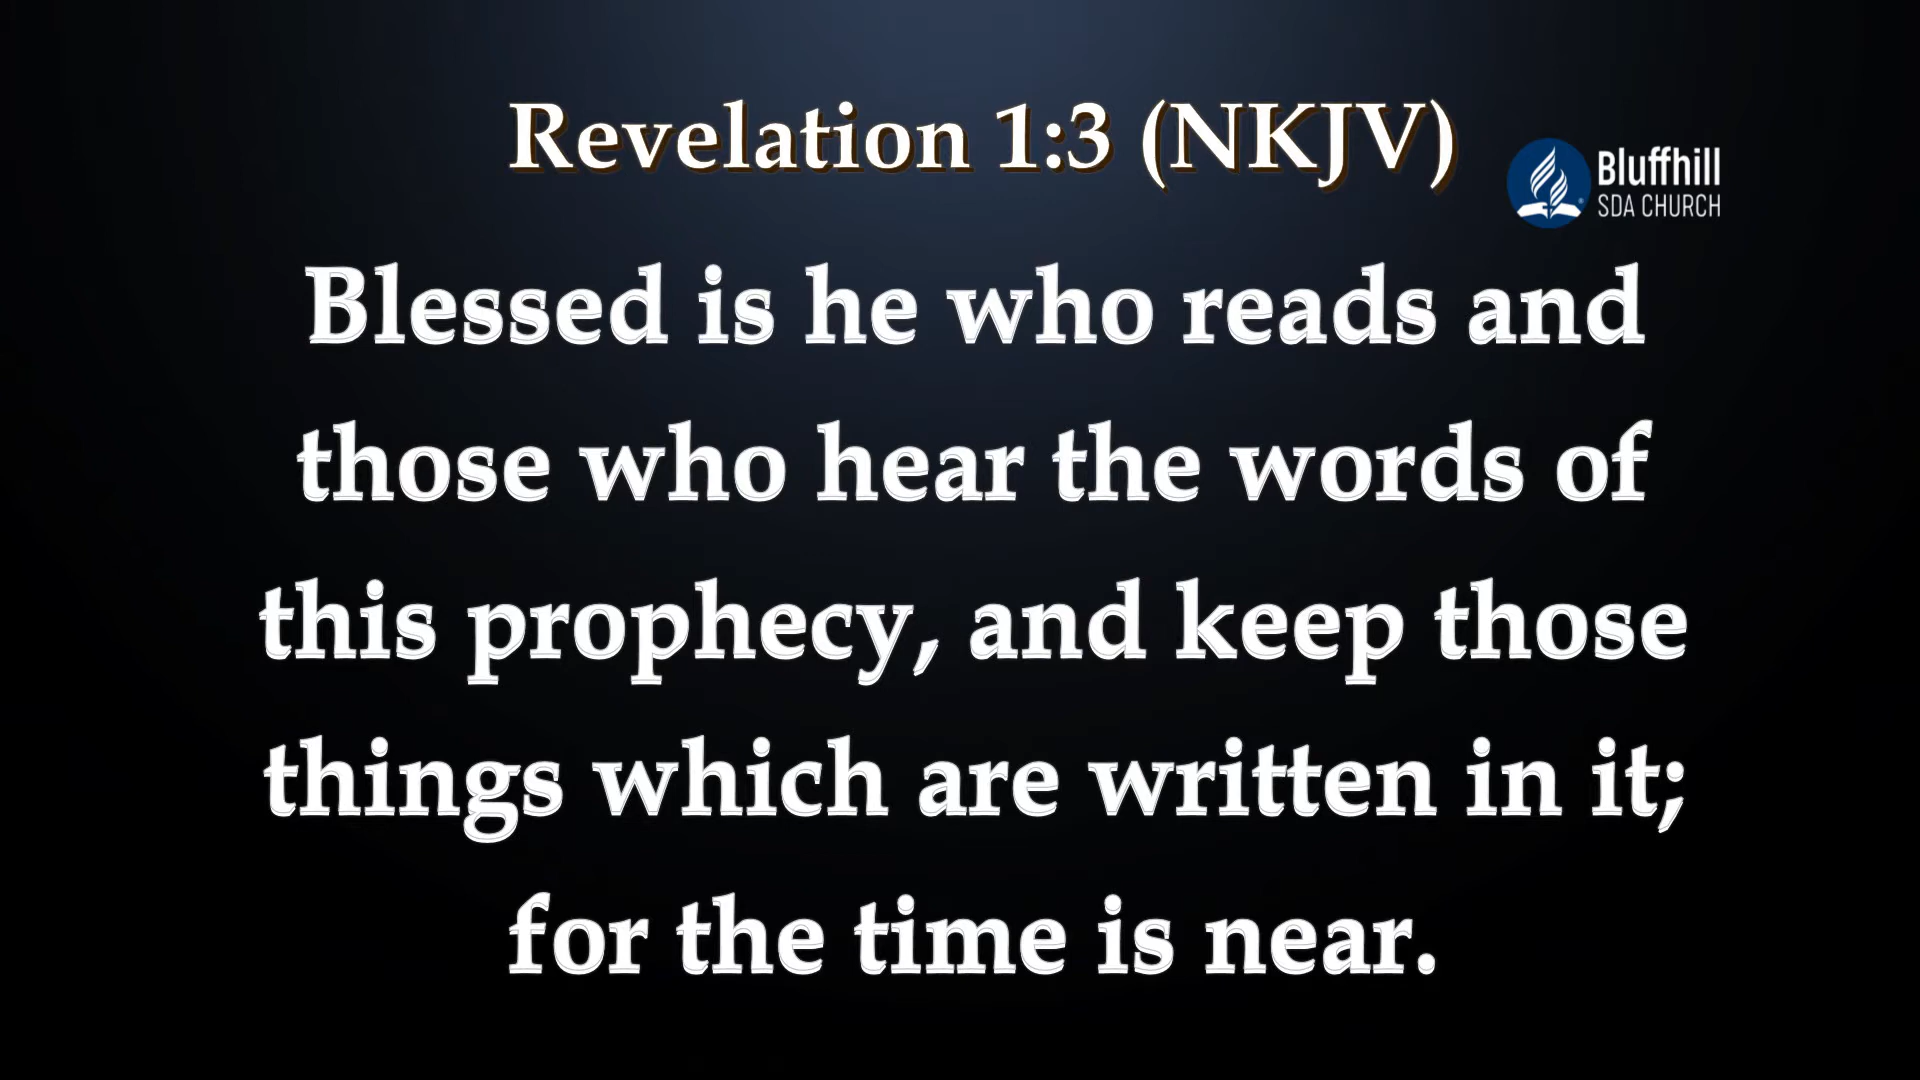 Revelation 1:3 (NKJV)
Bluffhill
SDA CHURCH
Blessed is he who reads and
those who hear the words of
this prophecy, and keep those
things which are written in it;
for the time is near.